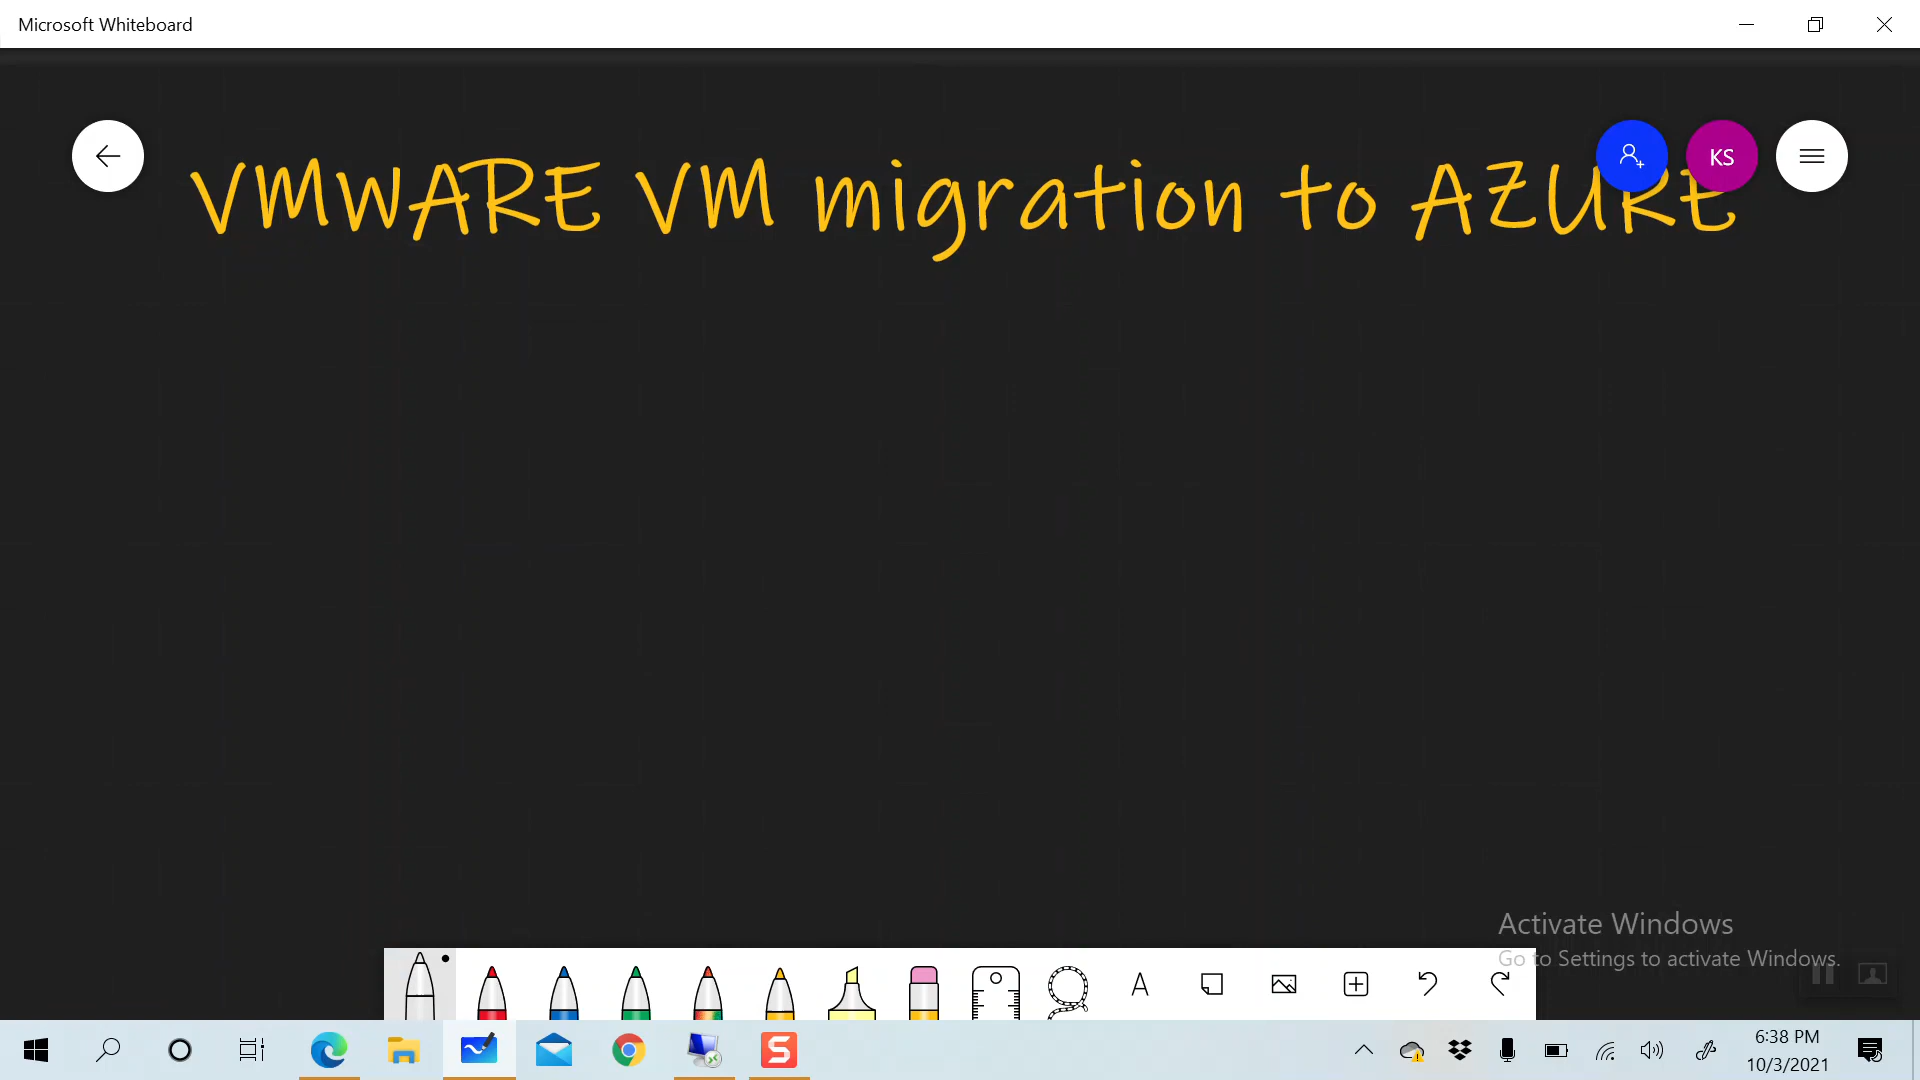 Microsoft Whiteboard
KS
VMWARE VM migration to AZURE
Activate Windows
Go to Settings to activate Windows.
A
S
6:38 PM
10/3/2021